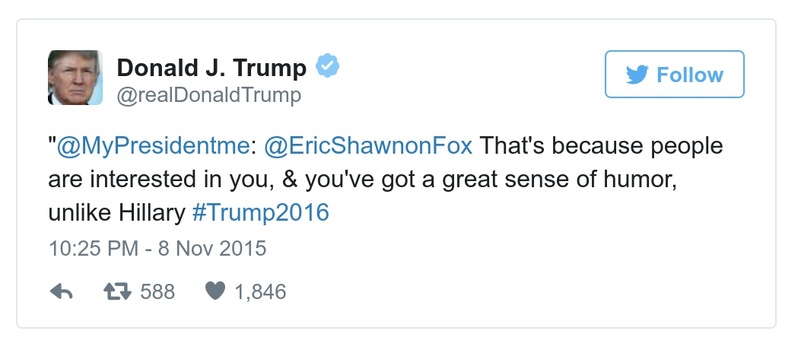 Donald J. Trump
@realDonaldTrump
Follow
"@MyPresidentme: @EricShawnonFox That's because people
are interested in you, & you've got a great sense of humor,
unlike Hillary #Trump2016
10:25 PM - 8 Nov 2015
588 1,846